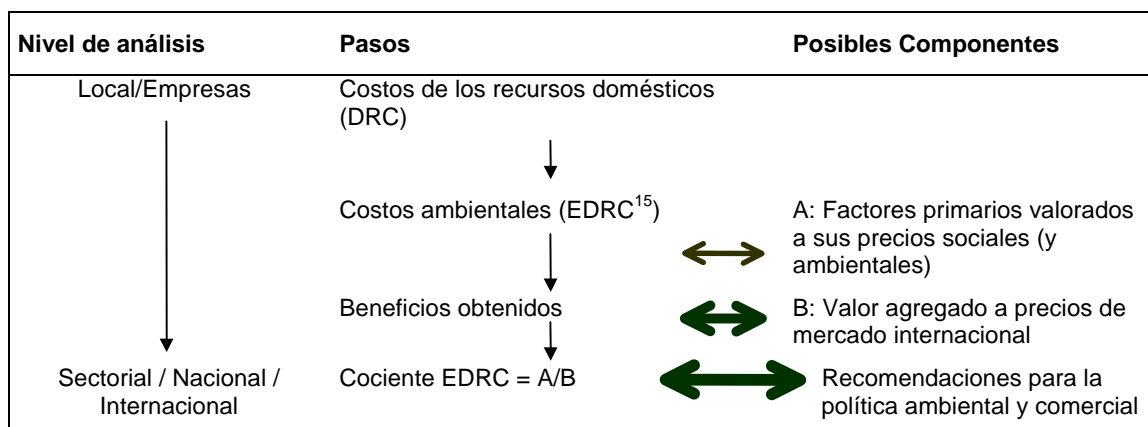 Nivel de análisis Pasos Posibles Componentes
Local/Empresas Costos de los recursos domésticos
(DRC)
Costos ambientales (EDRC15) A: Factores primarios valorados
a sus precios sociales (y
ambientales)
Beneficios obtenidos B: Valor agregado a precios de
mercado internacional
Sectorial / Nacional / Cociente EDRC = A/B Recomendaciones para la
Internacional política ambiental y comercial